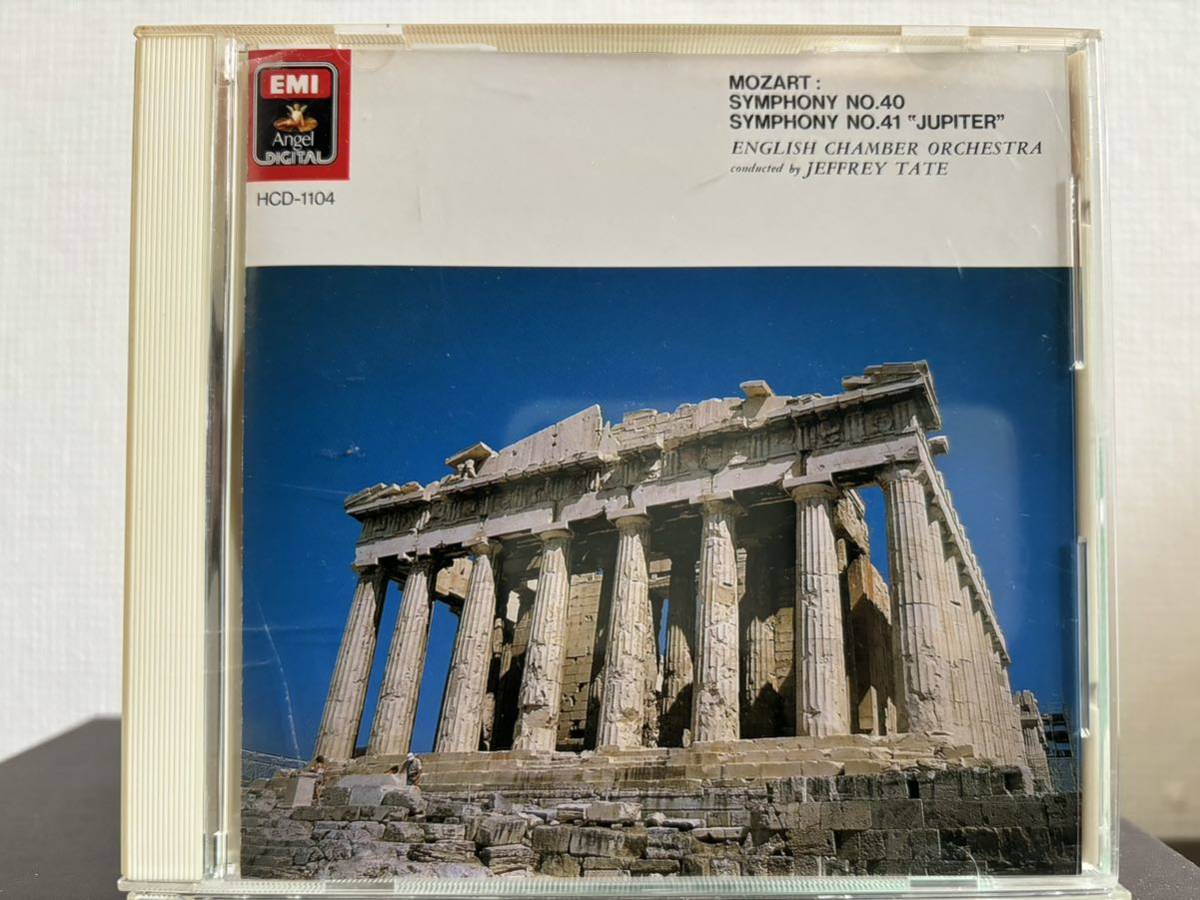 EMI
Angel
DIGITAL
HCD-1104
MOZART:
SYMPHONY NO.40
SYMPHONY NO.41 "JUPITER"
ENGLISH CHAMBER ORCHESTRA
conducted by JEFFREY TATE